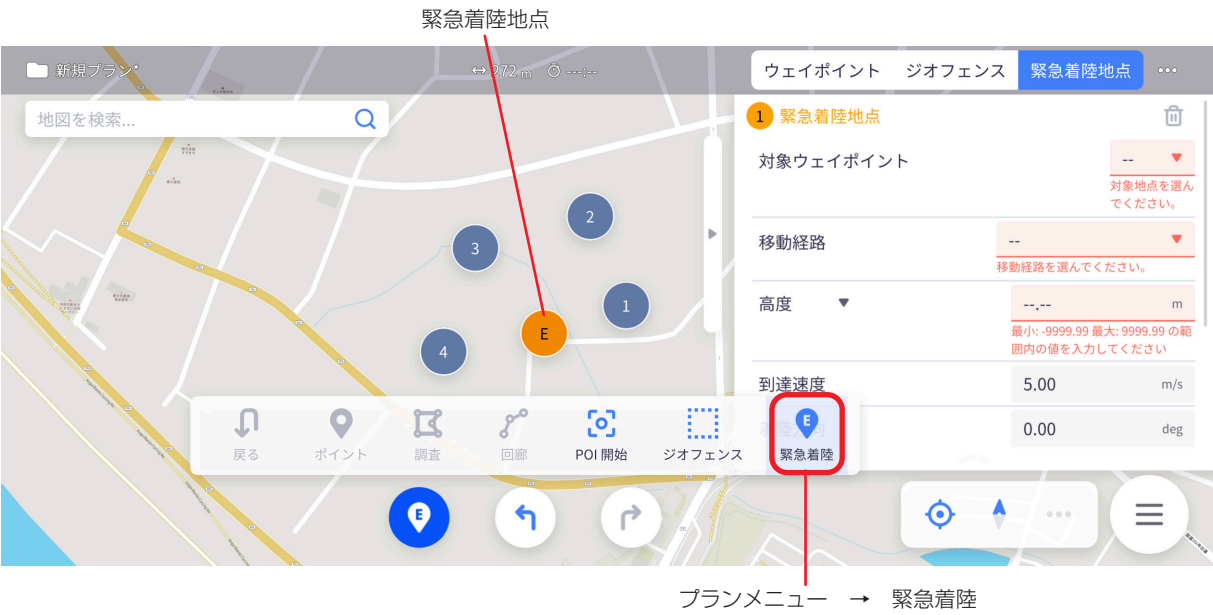 緊急着陸地点
新規プラン*
272 m
---:--
ウェイポイント
ジオフェンス
緊急着陸地点
地図を検索...
1 緊急着陸地点
対象ウェイポイント
--
対象地点を選ん
でください。
移動経路
--
移動経路を選んでください。
高度
--.--
m
最小: -9999.99 最大: 9999.99 の範
囲内の値を入力してください
到達速度
5.00
m/s
0.00
deg
2
3
1
E
4
戻る
ポイント
調査
回廊
POI 開始
ジオフェンス
E
緊急着陸
E
プランメニュー → 緊急着陸